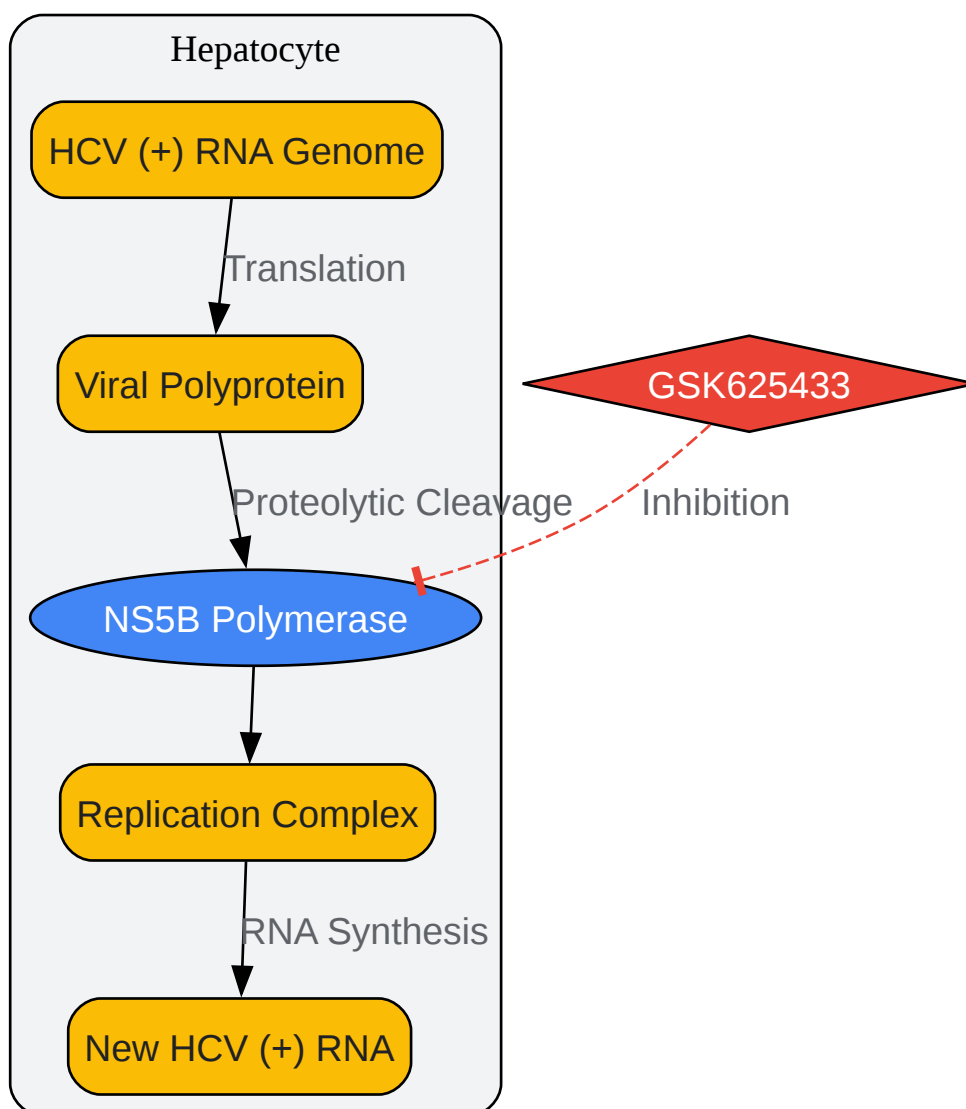 Hepatocyte
HCV (+) RNA Genome
Translation
Viral Polyprotein
GSK625433
Proteolytic Cleavage
Inhibition
NS5B Polymerase
Replication Complex
RNA Synthesis
New HCV (+) RNA